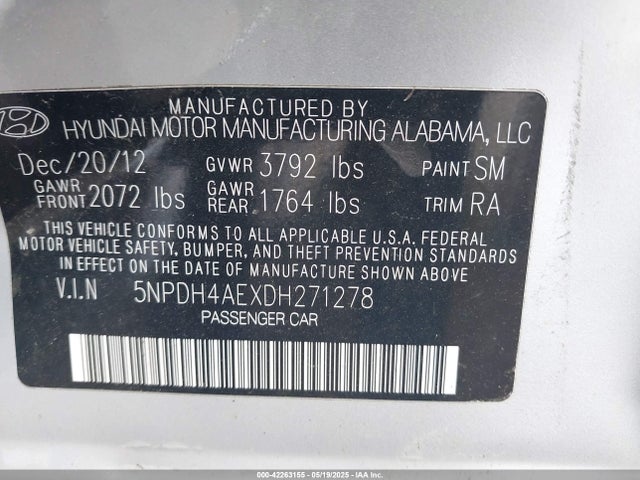 MANUFACTURED BY
HYUNDAI MOTOR MANUFACTURING ALABAMA, LLC
Dec/20/12 GVWR 3792 lbs PAINT SM
GAWR FRONT 2072 lbs GAWR REAR 1764 lbs TRIM RA
THIS VEHICLE CONFORMS TO ALL APPLICABLE U.S.A. FEDERAL
MOTOR VEHICLE SAFETY, BUMPER, AND THEFT PREVENTION STANDARDS
IN EFFECT ON THE DATE OF MANUFACTURE SHOWN ABOVE.
V.I.N 5NPDH4AEXDH271278
PASSENGER CAR
000-42263155 - 05/19/2025 - IAA Inc.